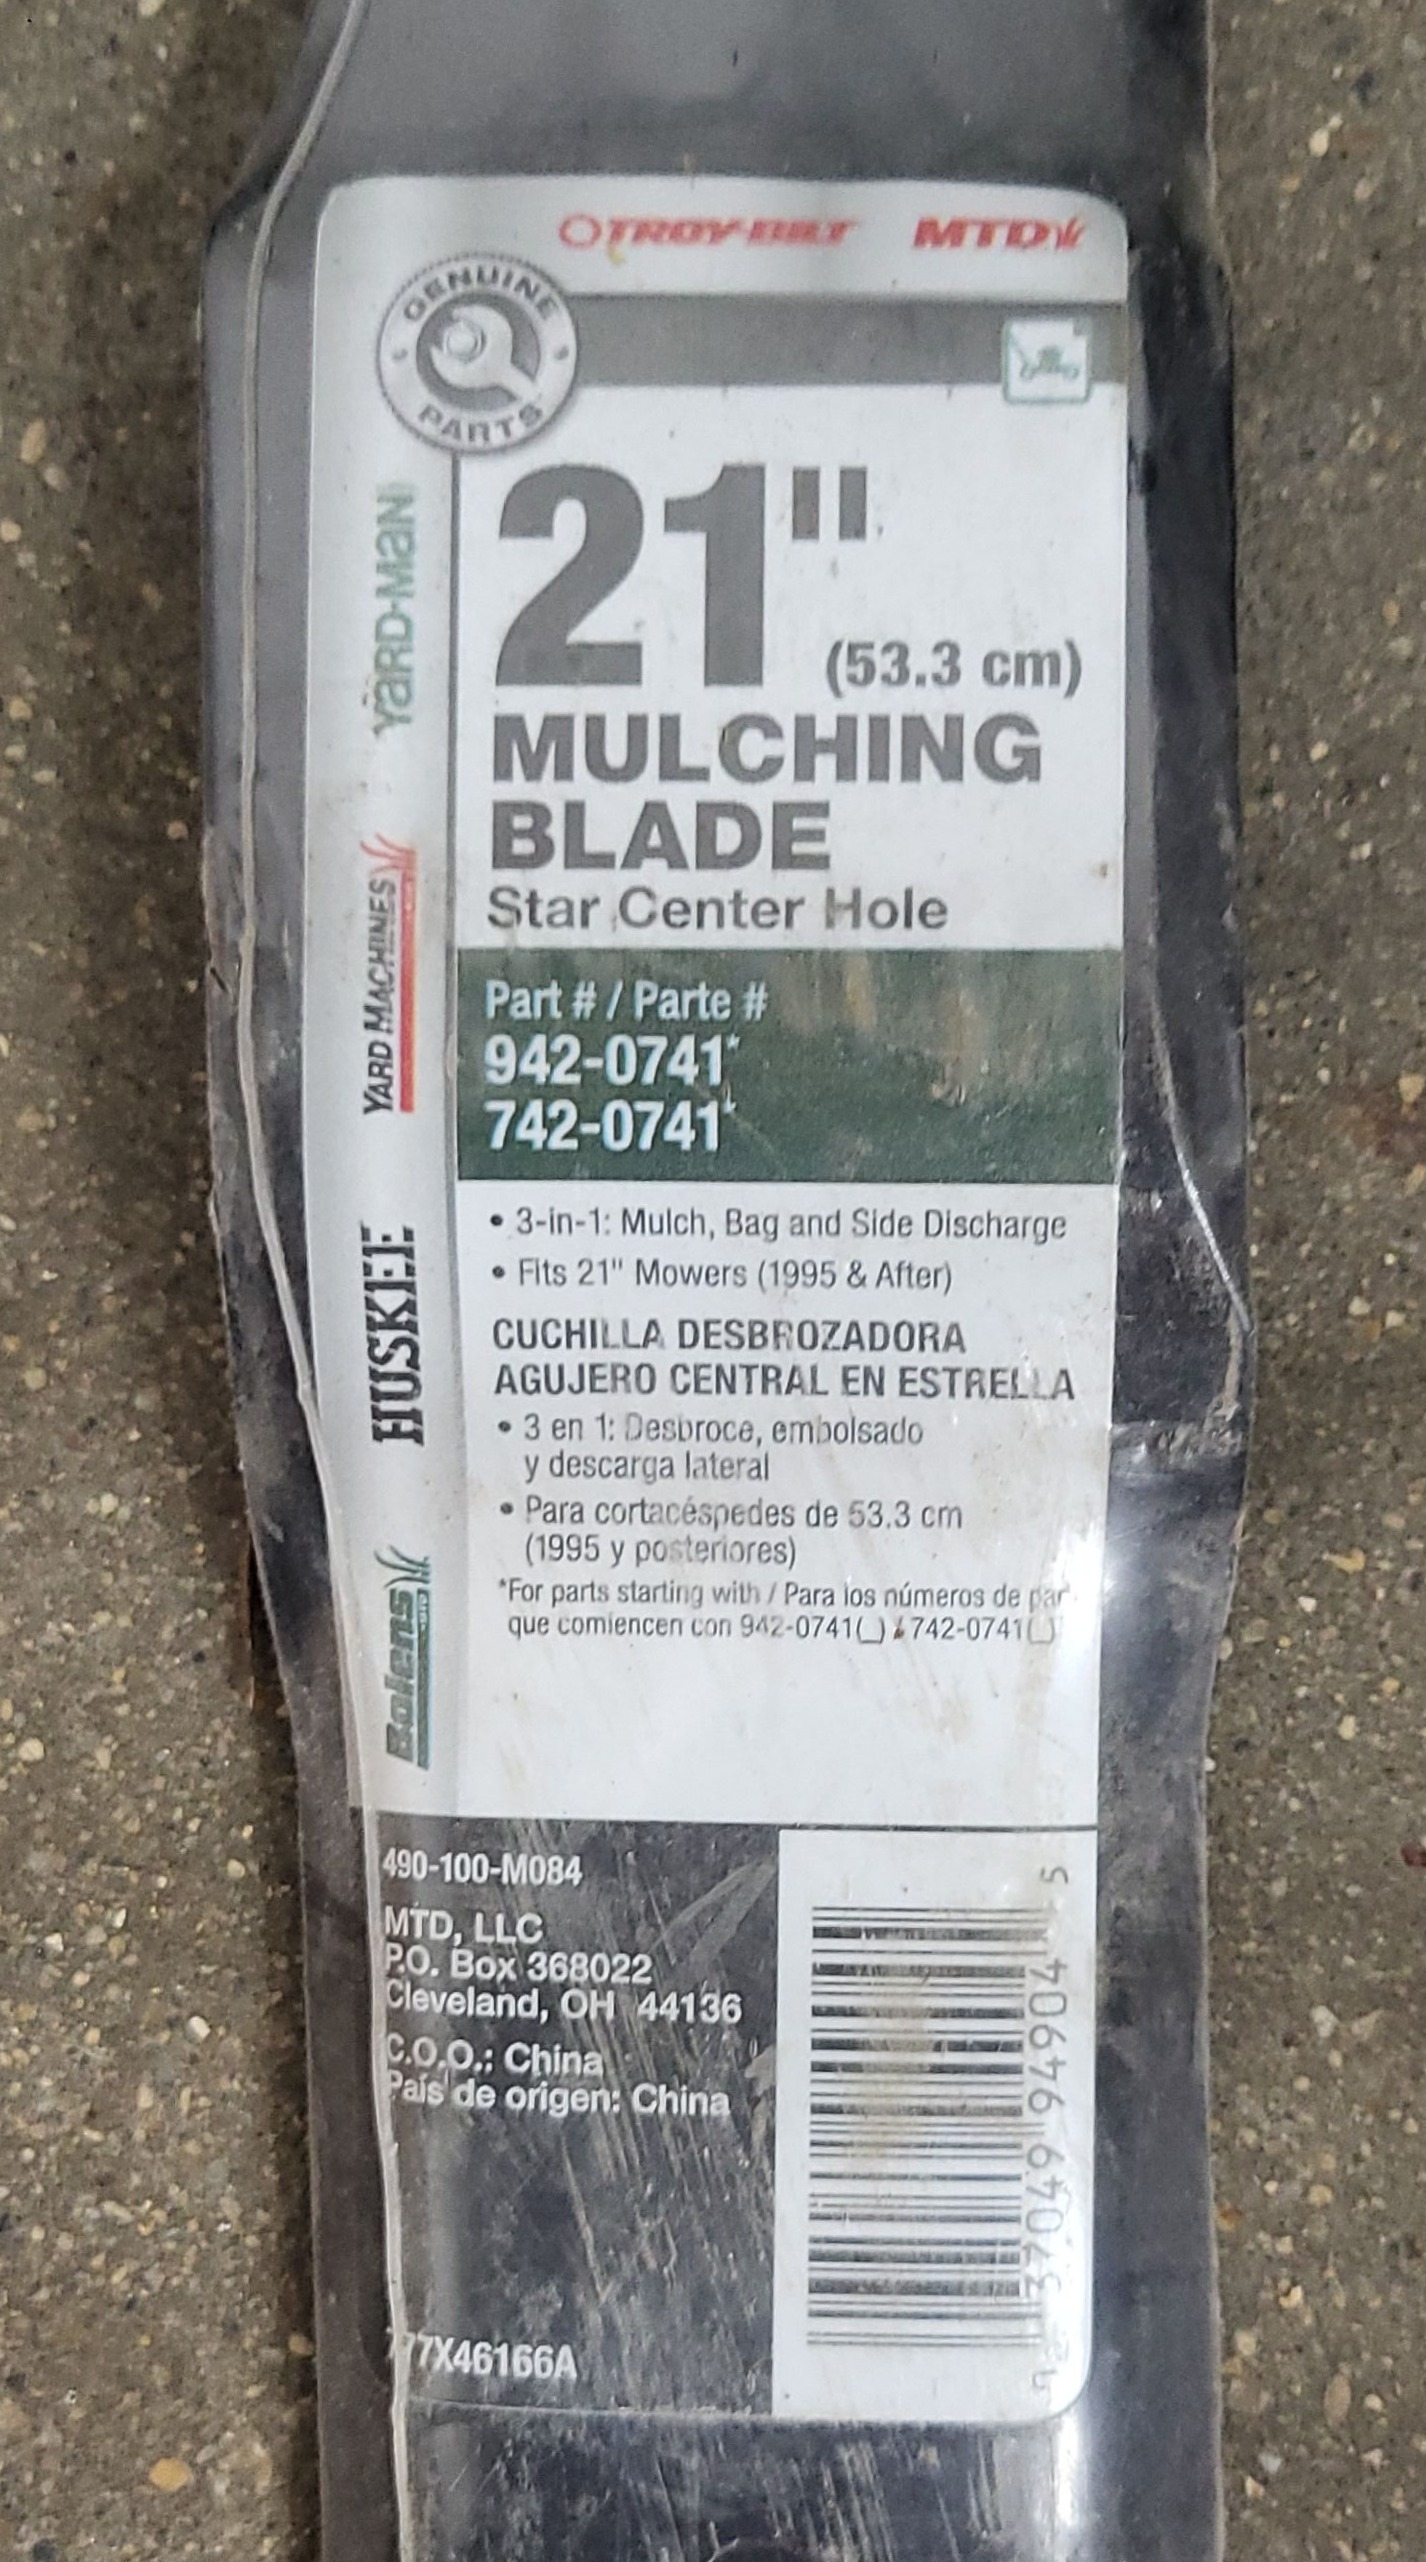 TROY-BILT MTD
GENUINE PARTS
YARD-MAN
YARD MACHINES
HUSKEE
Bolens
21"
(53.3 cm)
MULCHING
BLADE
Star Center Hole
Part # / Parte #
942-0741*
742-0741*
• 3-in-1: Mulch, Bag and Side Discharge
• Fits 21" Mowers (1995 & After)
CUCHILLA DESBROZADORA
AGUJERO CENTRAL EN ESTRELLA
• 3 en 1: Desbroce, embolsado
y descarga lateral
• Para cortacéspedes de 53.3 cm
(1995 y posteriores)
*For parts starting with / Para los números de
que comiencen con 942-0741(_) / 742-0741(_)
490-100-M084
MTD, LLC
P.O. Box 368022
Cleveland, OH 44136
C.O.O.: China
País de origen: China
777X46166A
37049 94904 5